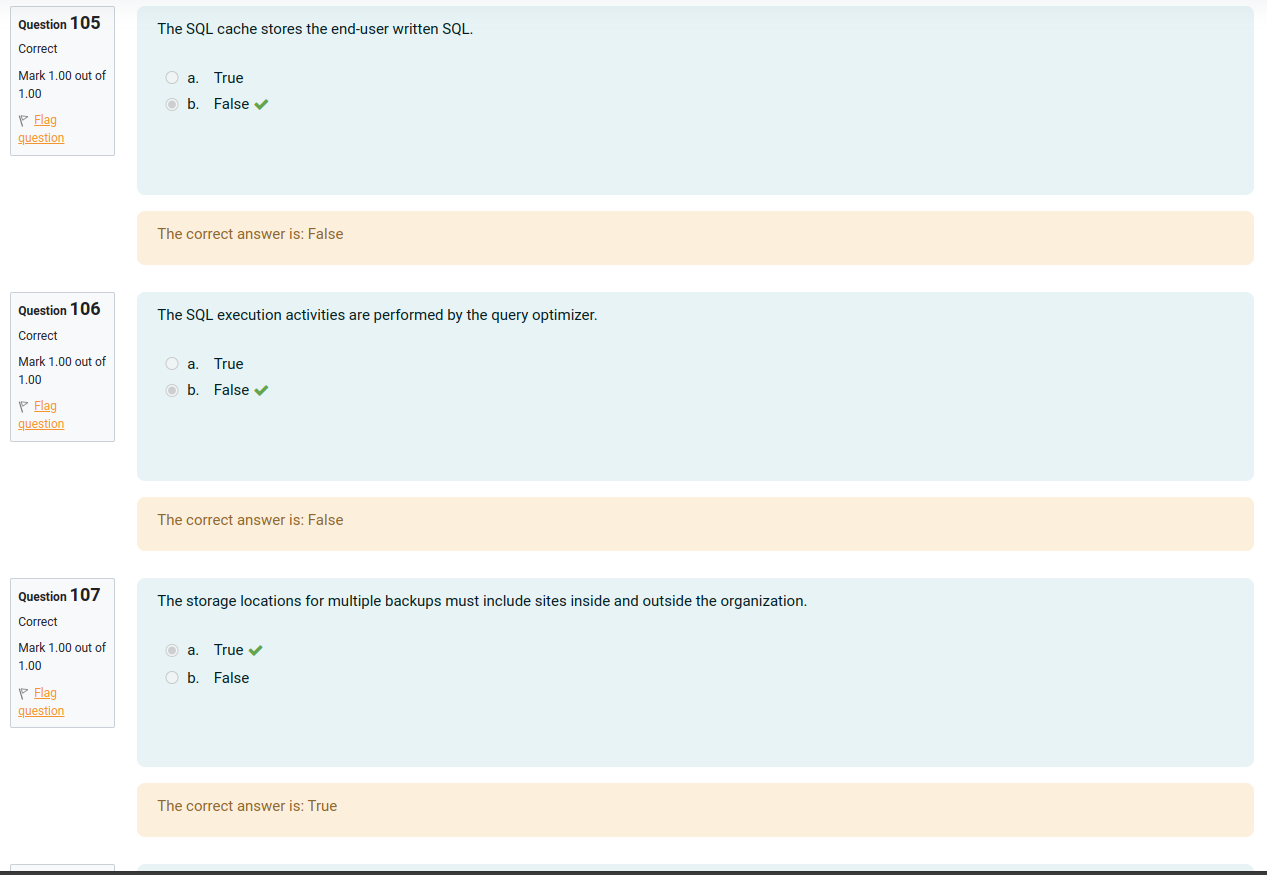 Question 105
Correct
Mark 1.00 out of
1.00
Flag
question
The SQL cache stores the end-user written SQL.
a. True
b. False
The correct answer is: False
Question 106
Correct
Mark 1.00 out of
1.00
Flag
question
The SQL execution activities are performed by the query optimizer.
a. True
b. False
The correct answer is: False
Question 107
Correct
Mark 1.00 out of
1.00
Flag
question
The storage locations for multiple backups must include sites inside and outside the organization.
a. True
b. False
The correct answer is: True